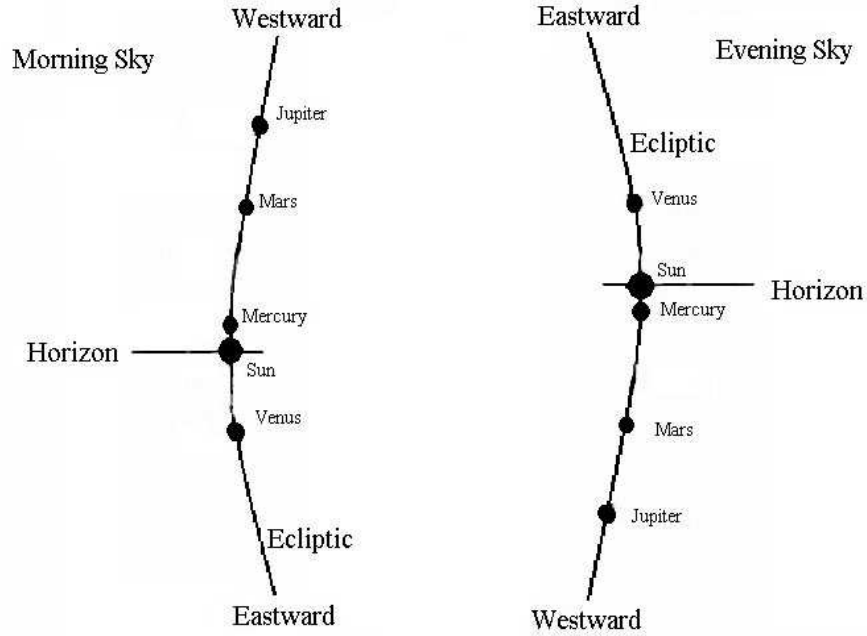 Westward
Morning Sky
Jupiter
Mars
Mercury
Horizon
Sun
Venus
Ecliptic
Eastward
Eastward
Evening Sky
Ecliptic
Venus
Sun
Horizon
Mercury
Mars
Jupiter
Westward